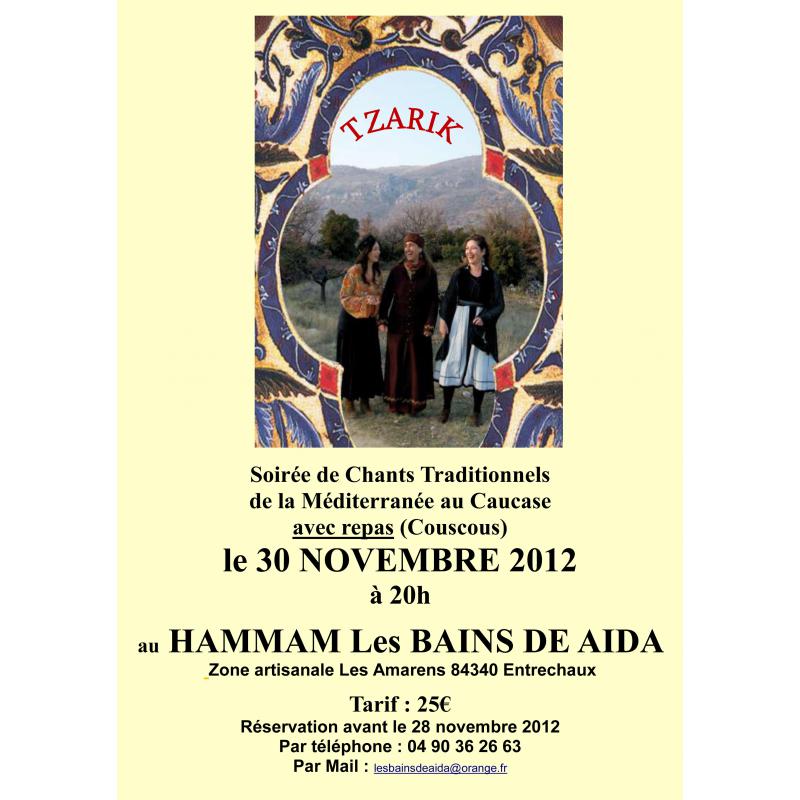 TZARIK
Soirée de Chants Traditionnels
de la Méditerranée au Caucase
avec repas (Couscous)
le 30 NOVEMBRE 2012
à 20h
au HAMMAM Les BAINS DE AIDA
Zone artisanale Les Amarens 84340 Entrechaux
Tarif : 25€
Réservation avant le 28 novembre 2012
Par téléphone : 04 90 36 26 63
Par Mail : lesbainsdeaida@orange.fr